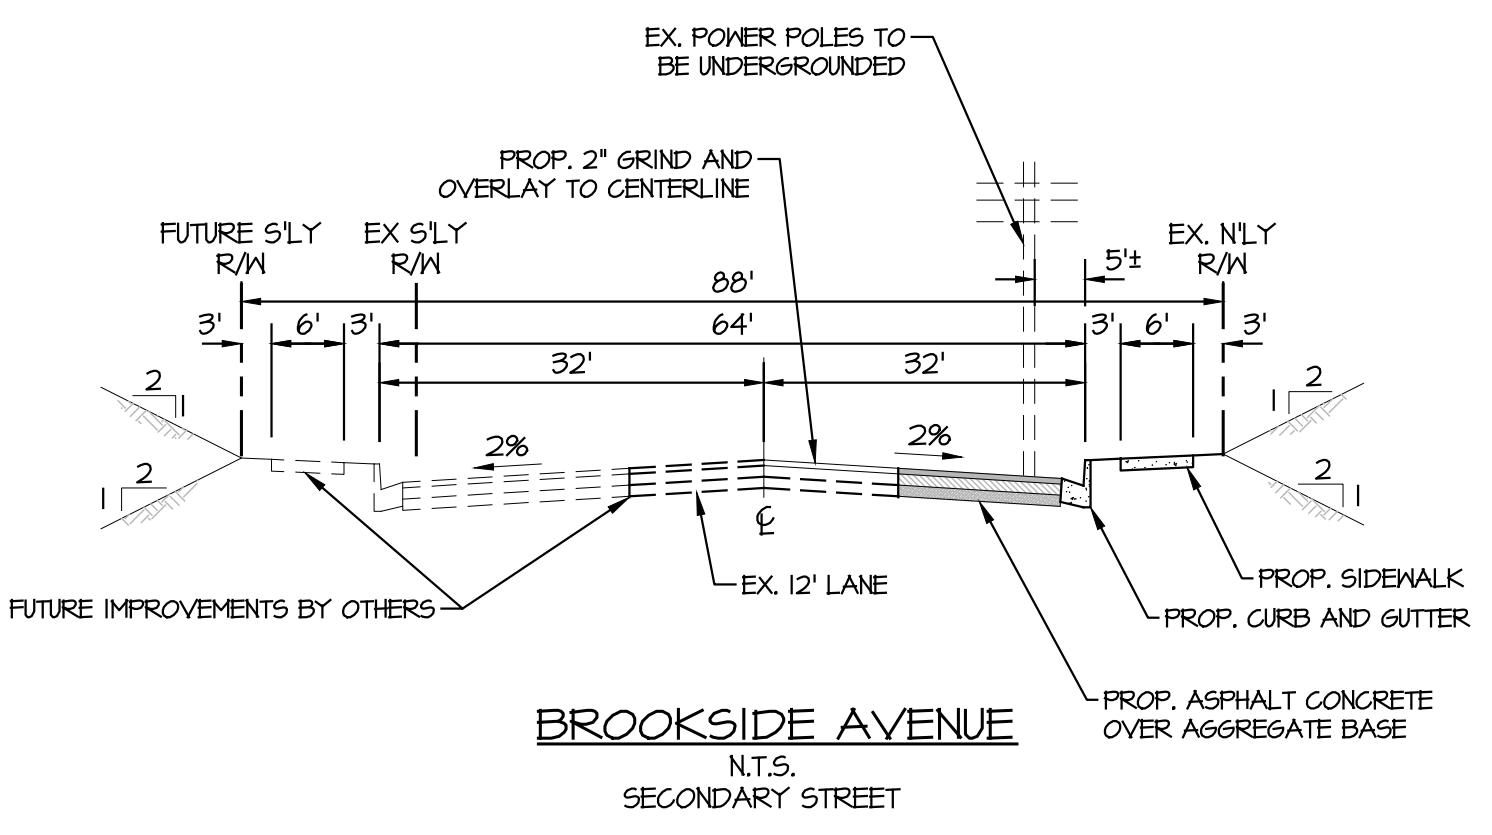 EX. POWER POLES TO
BE UNDERGROUNDED
PROP. 2" GRIND AND
OVERLAY TO CENTERLINE
FUTURE S'LY
R/W
EX S'LY
R/W
EX. N'LY
R/W
5'±
88'
3'
6'
3'
64'
3'
6'
3'
32'
32'
2
1
2
1
2%
2%
2
1
2
1
℄
EX. 12' LANE
FUTURE IMPROVEMENTS BY OTHERS
PROP. SIDEWALK
PROP. CURB AND GUTTER
PROP. ASPHALT CONCRETE
OVER AGGREGATE BASE
BROOKSIDE AVENUE
N.T.S.
SECONDARY STREET